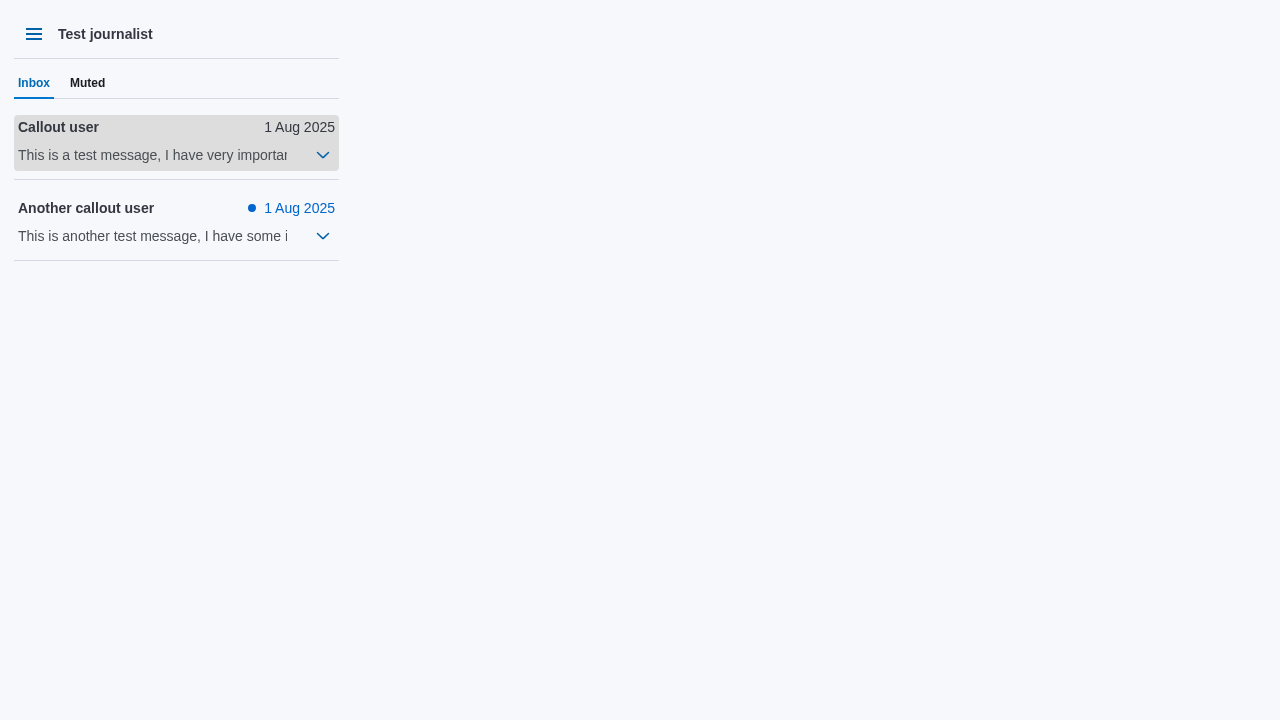 Test journalist
Inbox Muted
Callout user 1 Aug 2025
This is a test message, I have very
Another callout user 1 Aug 2025
This is another test message, I have some